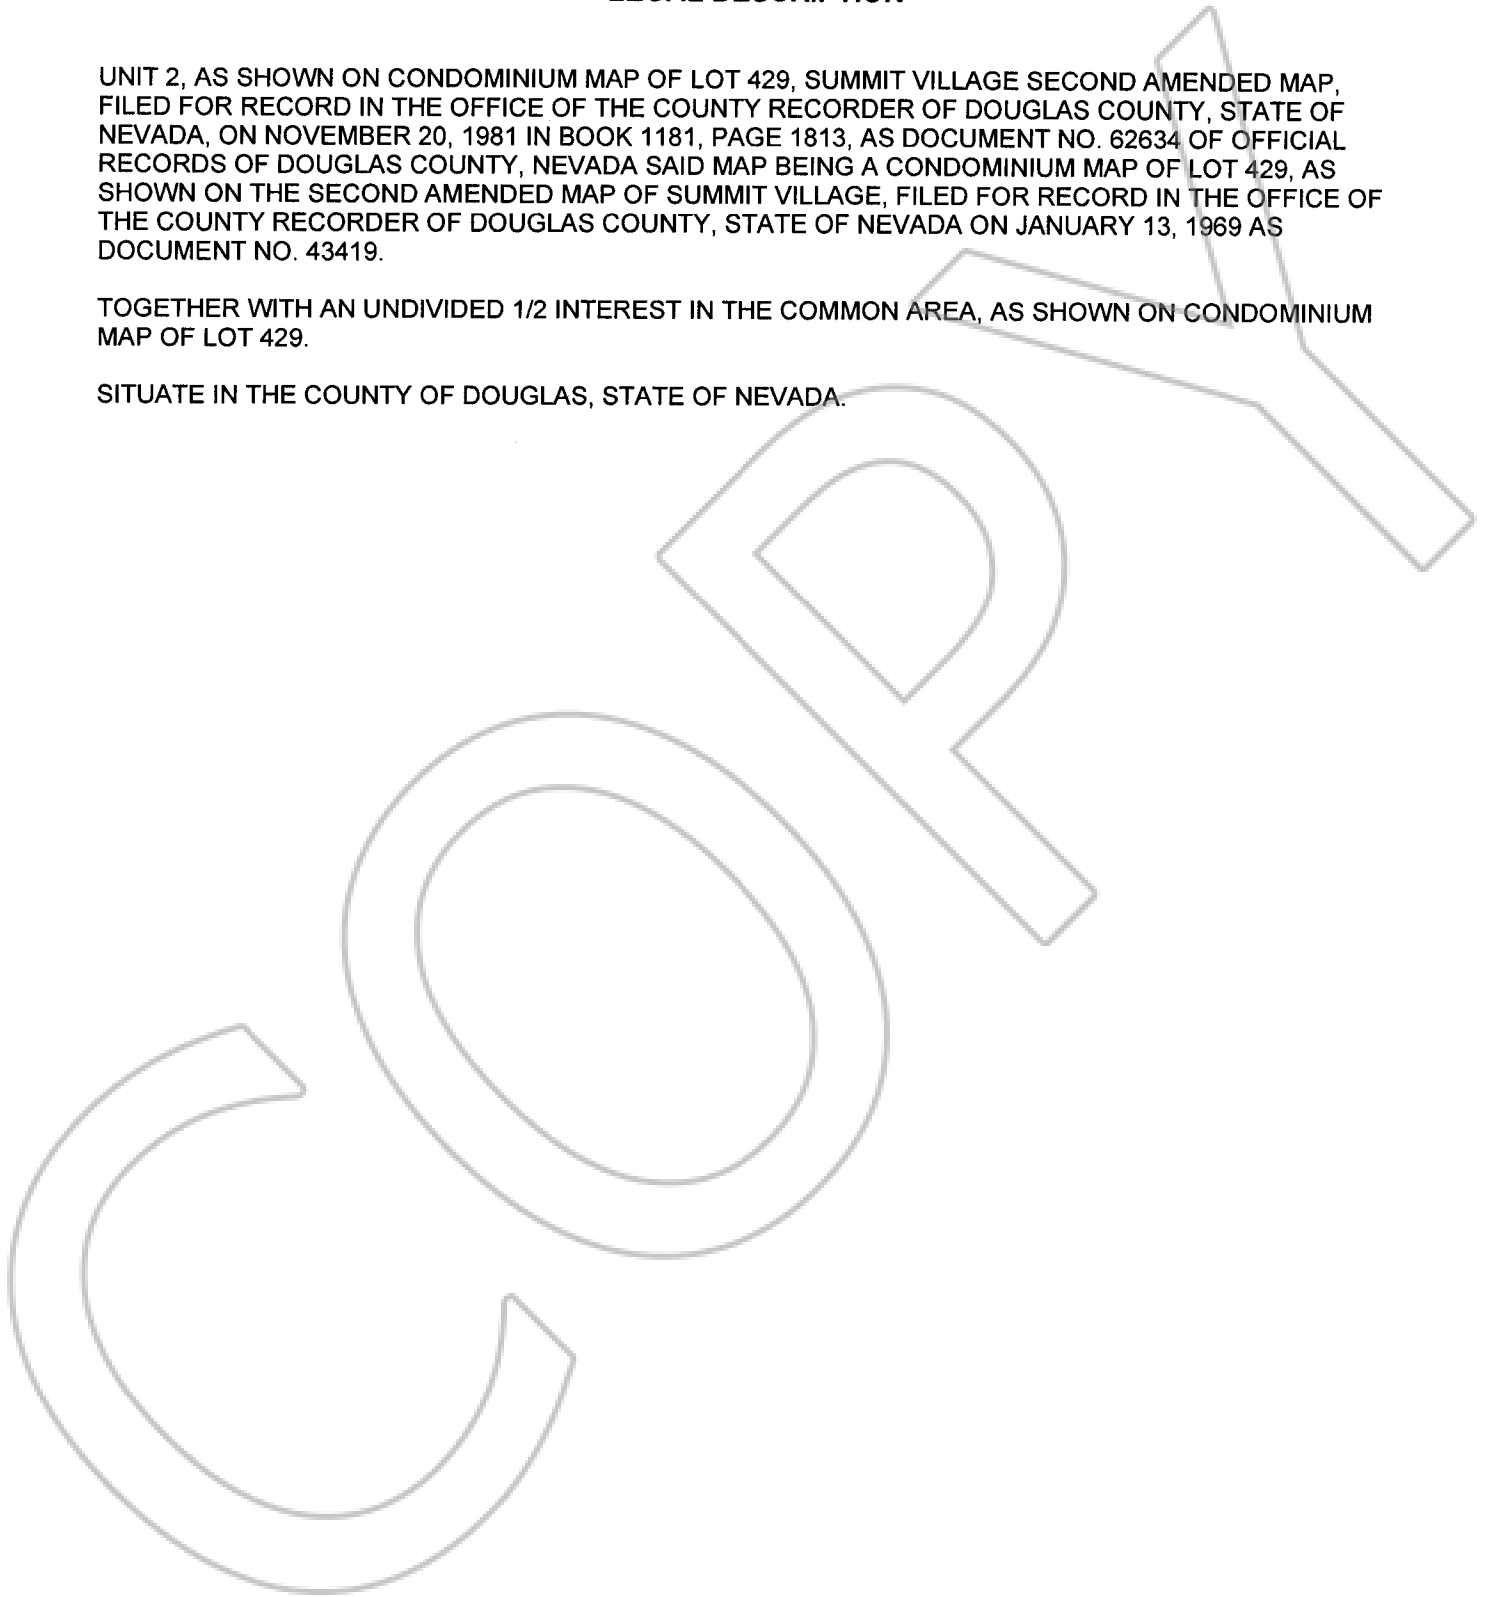 LEGAL DESCRIPTION
UNIT 2, AS SHOWN ON CONDOMINIUM MAP OF LOT 429, SUMMIT VILLAGE SECOND AMENDED MAP,
FILED FOR RECORD IN THE OFFICE OF THE COUNTY RECORDER OF DOUGLAS COUNTY, STATE OF
NEVADA, ON NOVEMBER 20, 1981 IN BOOK 1181, PAGE 1813, AS DOCUMENT NO. 62634 OF OFFICIAL
RECORDS OF DOUGLAS COUNTY, NEVADA SAID MAP BEING A CONDOMINIUM MAP OF LOT 429, AS
SHOWN ON THE SECOND AMENDED MAP OF SUMMIT VILLAGE, FILED FOR RECORD IN THE OFFICE OF
THE COUNTY RECORDER OF DOUGLAS COUNTY, STATE OF NEVADA ON JANUARY 13, 1969 AS
DOCUMENT NO. 43419.
TOGETHER WITH AN UNDIVIDED 1/2 INTEREST IN THE COMMON AREA, AS SHOWN ON CONDOMINIUM
MAP OF LOT 429.
SITUATE IN THE COUNTY OF DOUGLAS, STATE OF NEVADA.
COPY